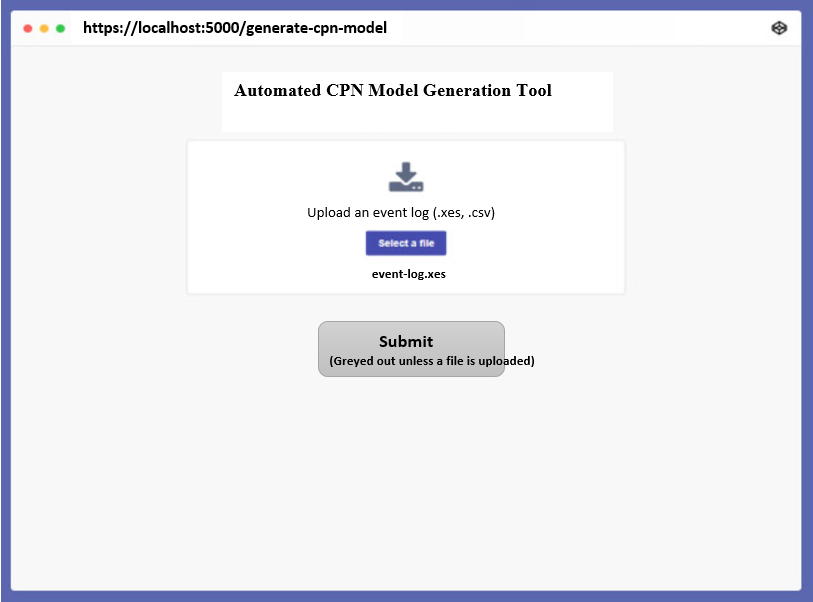 https://localhost:5000/generate-cpn-model
Automated CPN Model Generation Tool
Upload an event log (.xes, .csv)
Select a file
event-log.xes
Submit
(Greyed out unless a file is uploaded)